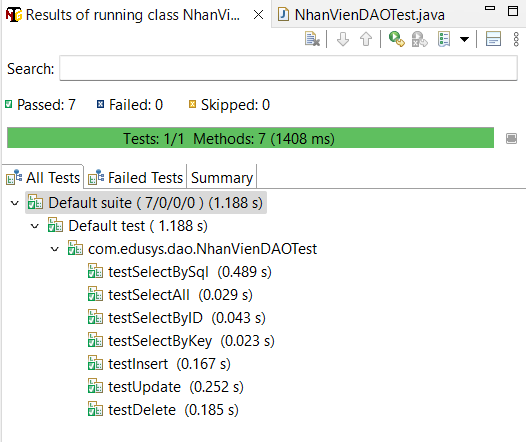 Results of running class NhanVi...
NhanVienDAOTest.java
Search:
Passed: 7 Failed: 0 Skipped: 0
Tests: 1/1 Methods: 7 (1408 ms)
All Tests Failed Tests Summary
Default suite ( 7/0/0/0 ) (1.188 s)
Default test ( 1.188 s)
com.edusys.dao.NhanVienDAOTest
testSelectBySql (0.489 s)
testSelectAll (0.029 s)
testSelectByID (0.043 s)
testSelectByKey (0.023 s)
testInsert (0.167 s)
testUpdate (0.252 s)
testDelete (0.185 s)